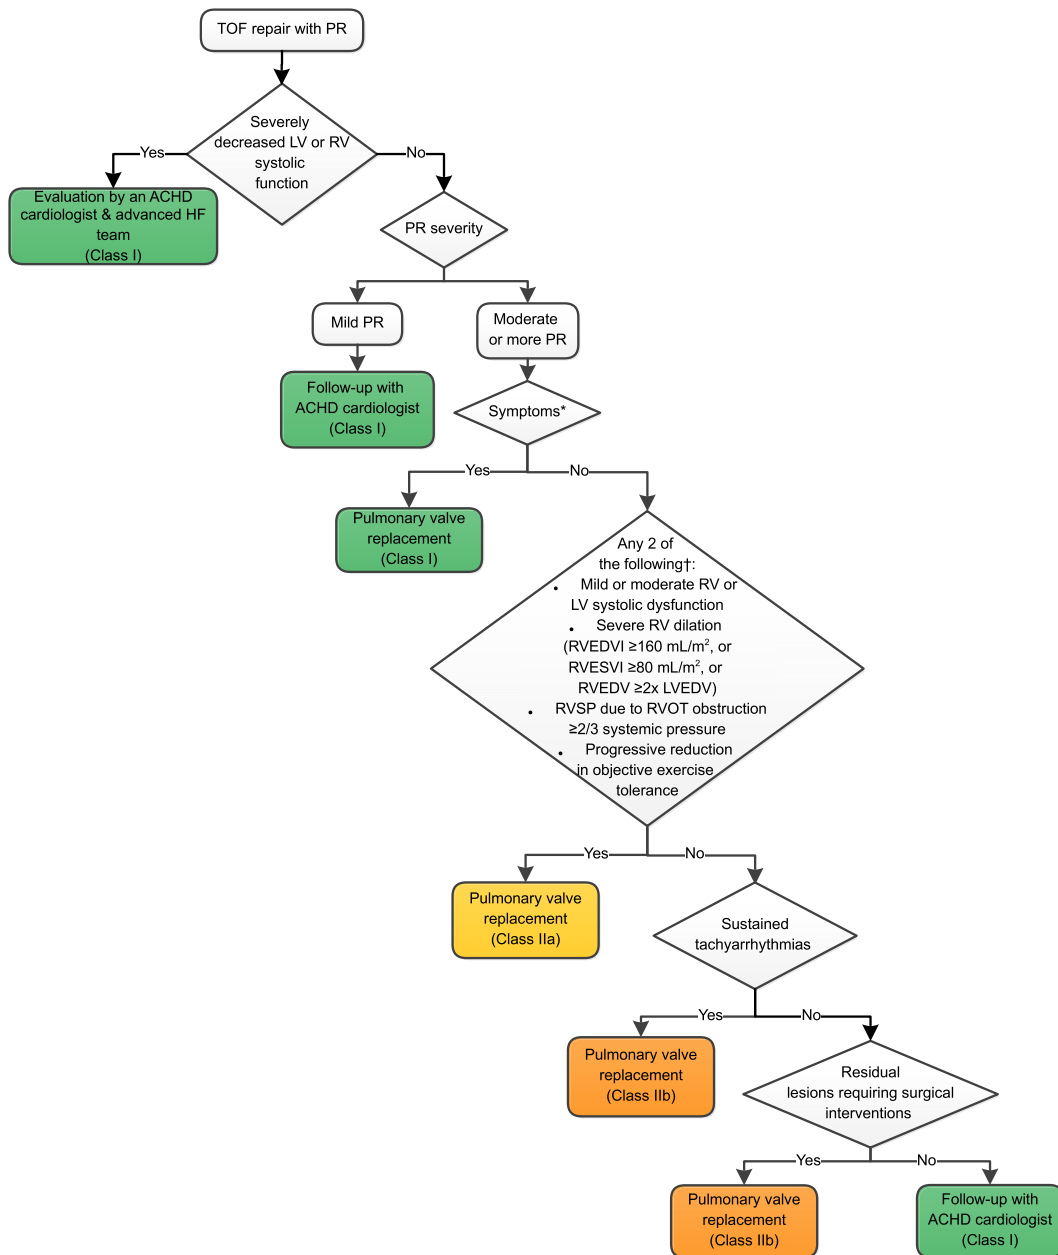 TOF repair with PR
Severely
decreased LV or RV
systolic
function
Yes
No
Evaluation by an ACHD
cardiologist & advanced HF
team
(Class I)
PR severity
Mild PR
Moderate
or more PR
Follow-up with
ACHD cardiologist
(Class I)
Symptoms*
Yes
No
Pulmonary valve
replacement
(Class I)
Any 2 of
the following†:
• Mild or moderate RV or
LV systolic dysfunction
• Severe RV dilation
(RVEDVI ≥160 mL/m², or
RVESVI ≥80 mL/m², or
RVEDV ≥2x LVEDV)
• RVSP due to RVOT obstruction
≥2/3 systemic pressure
• Progressive reduction
in objective exercise
tolerance
Yes
No
Pulmonary valve
replacement
(Class IIa)
Sustained
tachyarrhythmias
Yes
No
Pulmonary valve
replacement
(Class IIb)
Residual
lesions requiring surgical
interventions
Yes
No
Pulmonary valve
replacement
(Class IIb)
Follow-up with
ACHD cardiologist
(Class I)